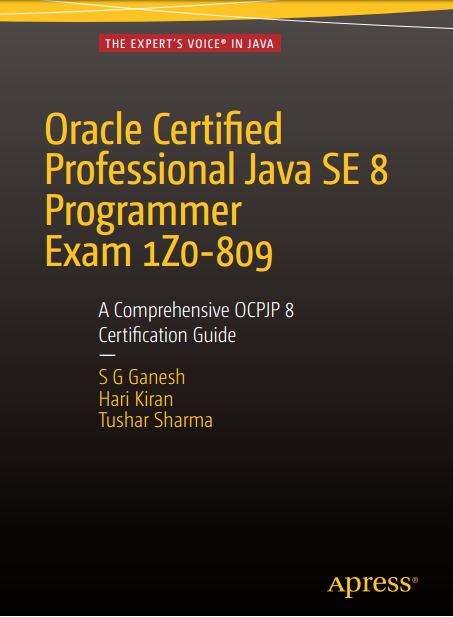 THE EXPERT'S VOICE® IN JAVA
Oracle Certified
Professional Java SE 8
Programmer
Exam 1Z0-809
A Comprehensive OCPJP 8
Certification Guide
—
S G Ganesh
Hari Kiran
Tushar Sharma
Apress®